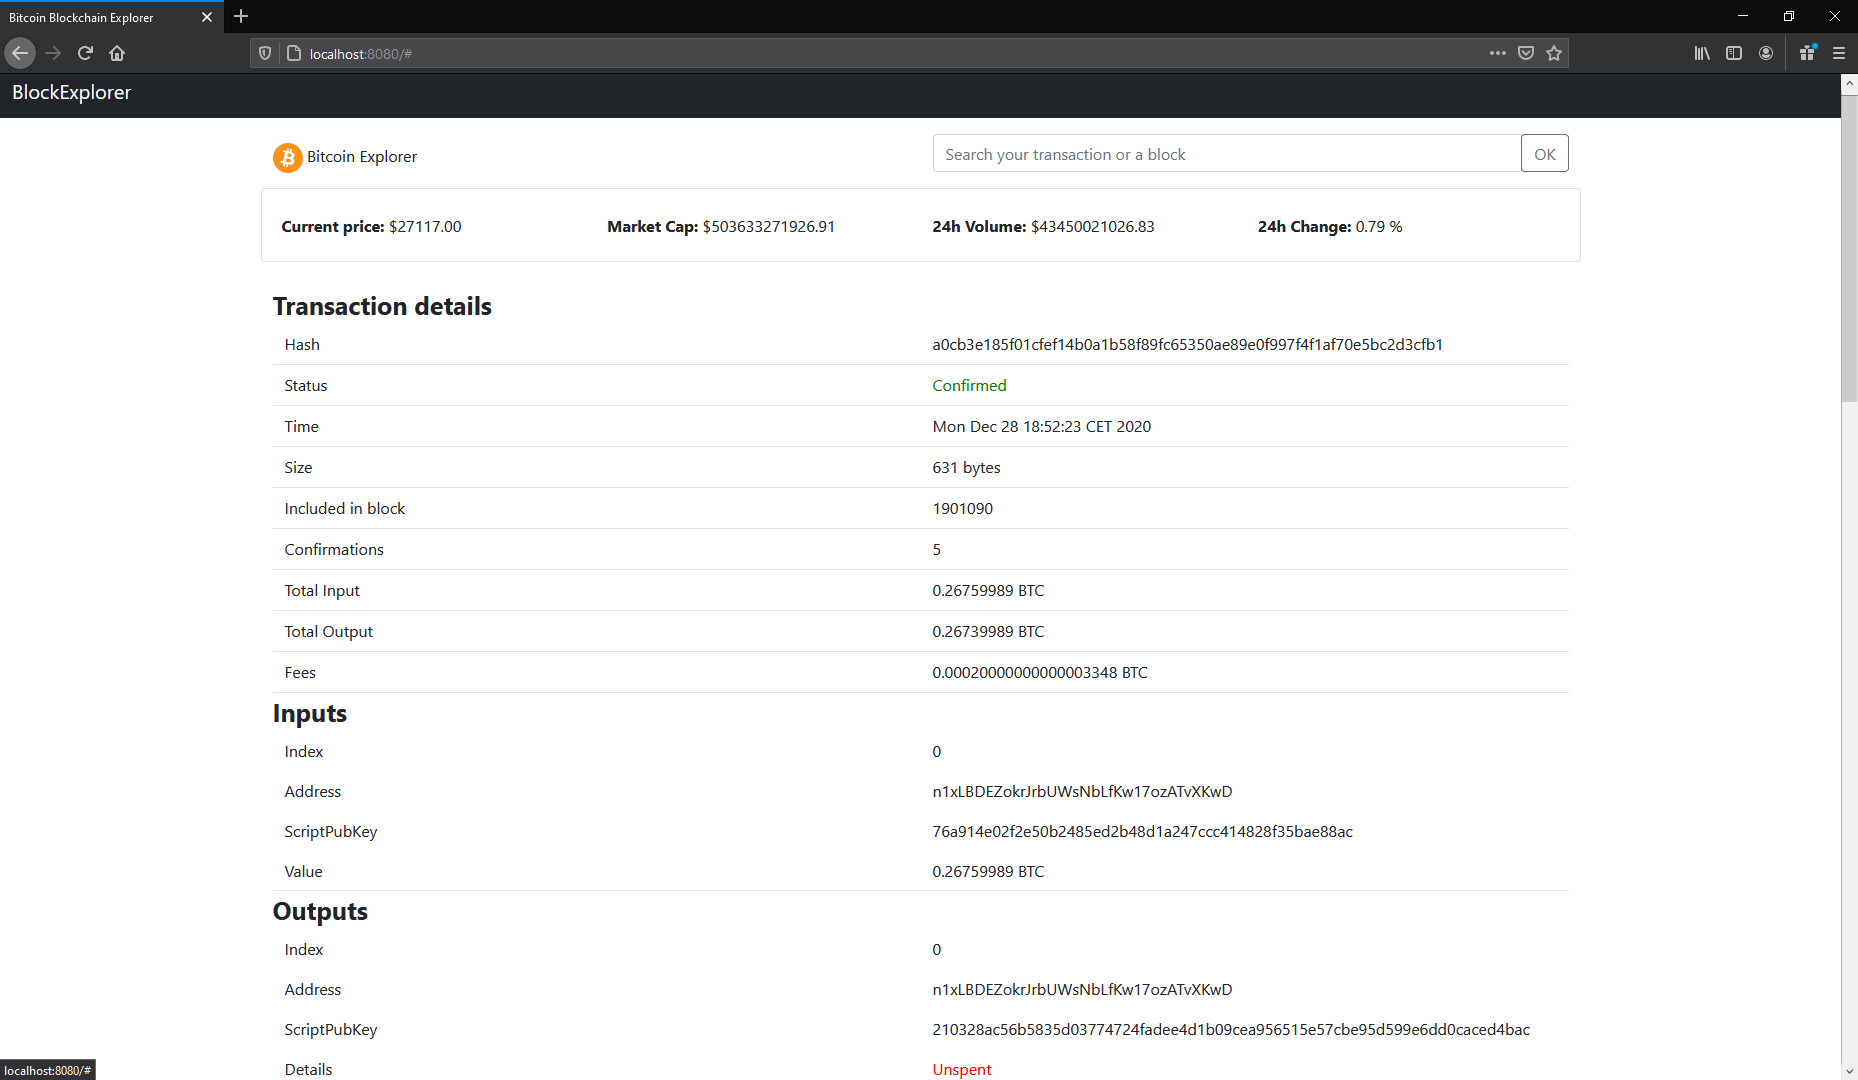 Bitcoin Blockchain Explorer
localhost:8080/#
BlockExplorer
Bitcoin Explorer
Search your transaction or a block
OK
Current price: $27117.00 Market Cap: $503633271926.91 24h Volume: $43450021026.83 24h Change: 0.79 %
Transaction details
Hash a0cb3e185f01cfef14b0a1b58f89fc65350ae89e0f997f4f1af70e5bc2d3cfb1
Status Confirmed
Time Mon Dec 28 18:52:23 CET 2020
Size 631 bytes
Included in block 1901090
Confirmations 5
Total Input 0.26759989 BTC
Total Output 0.26739989 BTC
Fees 0.00020000000000003348 BTC
Inputs
Index 0
Address n1xLBDEZokrJrbUWsNbLfKw17ozATvXKwD
ScriptPubKey 76a914e02f2e50b2485ed2b48d1a247ccc414828f35bae88ac
Value 0.26759989 BTC
Outputs
Index 0
Address n1xLBDEZokrJrbUWsNbLfKw17ozATvXKwD
ScriptPubKey 210328ac56b5835d03774724fadee4d1b09cea956515e57cbe95d599e6dd0caced4bac
Details Unspent
localhost:8080/#